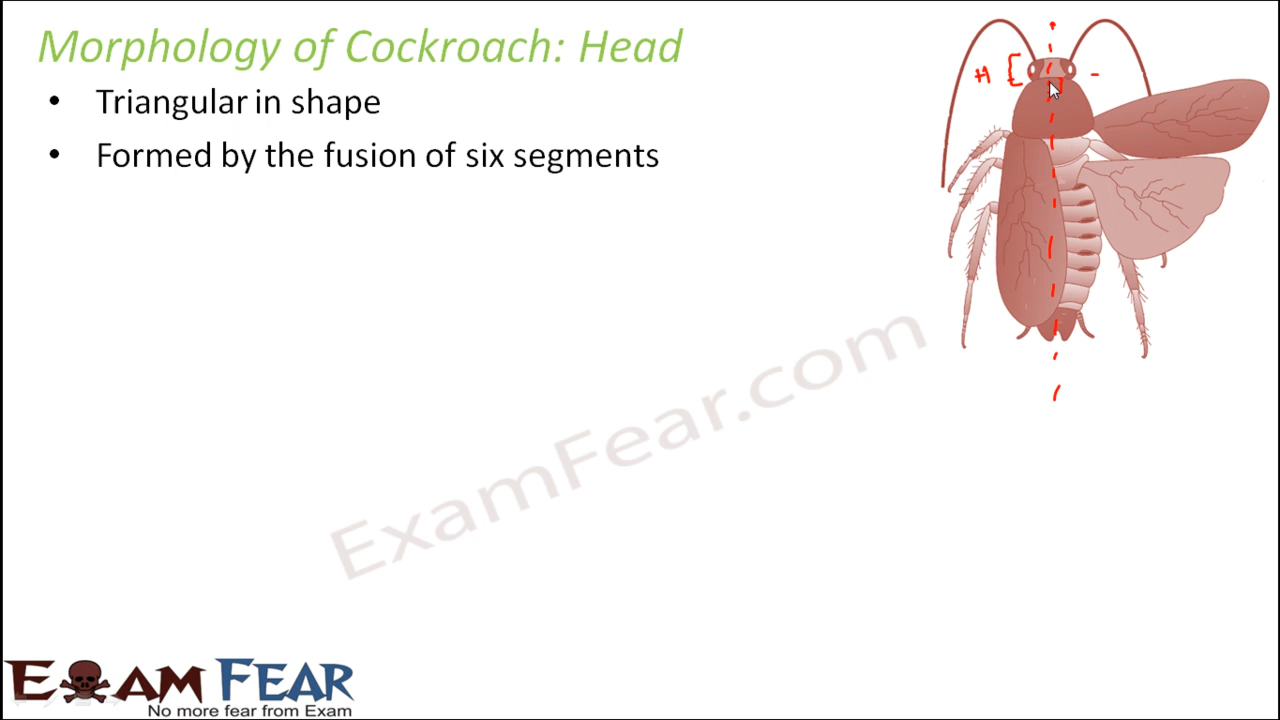 Morphology of Cockroach: Head
• Triangular in shape
• Formed by the fusion of six segments
H
ExamFear.com
EXAM FEAR
No more fear from Exam